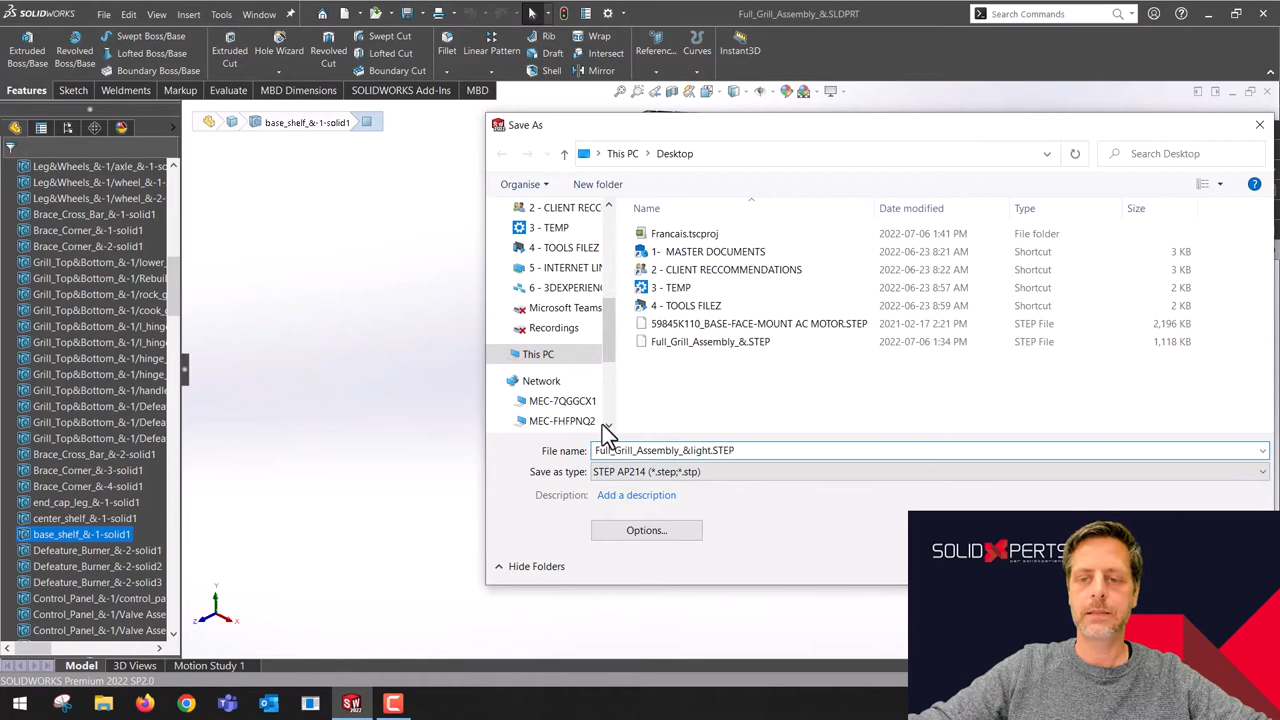 SOLIDWORKS File Edit View Insert Tools Window
Full_Grill_Assembly_&.SLDPRT
Search Commands
Extruded Boss/Base
Revolved Boss/Base
Swept Boss/Base
Lofted Boss/Base
Boundary Boss/Base
Extruded Cut
Hole Wizard
Revolved Cut
Swept Cut
Lofted Cut
Boundary Cut
Fillet
Linear Pattern
Rib
Draft
Shell
Wrap
Intersect
Mirror
Referenc...
Curves
Instant3D
Features Sketch Weldments Markup Evaluate MBD Dimensions SOLIDWORKS Add-Ins MBD
base_shelf_&-1-solid1
Leg&Wheels_&-1/axle_&-1-so
Leg&Wheels_&-1/wheel_&-1-
Leg&Wheels_&-1/wheel_&-2-
Brace_Cross_Bar_&-1-solid1
Brace_Corner_&-1-solid1
Brace_Corner_&-2-solid1
Grill_Top&Bottom_&-1/lower_
Grill_Top&Bottom_&-1/Rebui
Grill_Top&Bottom_&-1/rock_g
Grill_Top&Bottom_&-1/cook_g
Grill_Top&Bottom_&-1/l_hing
Grill_Top&Bottom_&-1/hinge_
Grill_Top&Bottom_&-1/hinge_
Grill_Top&Bottom_&-1/hinge_
Grill_Top&Bottom_&-1/handle
Grill_Top&Bottom_&-1/Defeat
Grill_Top&Bottom_&-1/Defea
Brace_Cross_Bar_&-2-solid1
Brace_Corner_&-3-solid1
Brace_Corner_&-4-solid1
end_cap_leg_&-1-solid1
center_shelf_&-1-solid1
base_shelf_&-1-solid1
Defeature_Burner_&-2-solid1
Defeature_Burner_&-2-solid2
Defeature_Burner_&-2-solid3
Control_Panel_&-1/control_pa
Control_Panel_&-1/Valve Asse
Control_Panel_&-1/Valve Asse
Save As
This PC > Desktop
Search Desktop
Organise
New folder
2 - CLIENT RECC
3 - TEMP
4 - TOOLS FILEZ
5 - INTERNET LIN
6 - 3DEXPERIENC
Microsoft Teams
Recordings
This PC
Network
MEC-7QGGCX1
MEC-FHFPNQ2
Name Date modified Type Size
Francais.tscproj 2022-07-06 1:41 PM File folder
1- MASTER DOCUMENTS 2022-06-23 8:21 AM Shortcut 3 KB
2 - CLIENT RECCOMMENDATIONS 2022-06-23 8:22 AM Shortcut 3 KB
3 - TEMP 2022-06-23 8:57 AM Shortcut 2 KB
4 - TOOLS FILEZ 2022-06-23 8:59 AM Shortcut 2 KB
59845K110_BASE-FACE-MOUNT AC MOTOR.STEP 2021-02-17 2:21 PM STEP File 2,196 KB
Full_Grill_Assembly_&.STEP 2022-07-06 1:34 PM STEP File 1,118 KB
File name: Full_Grill_Assembly_&light.STEP
Save as type: STEP AP214 (*.step;*.stp)
Description: Add a description
Options...
Hide Folders
SOLIDXPERTS
par solidxperience
Y
Z
X
Model 3D Views Motion Study 1
SOLIDWORKS Premium 2022 SP2.0
SW
2022